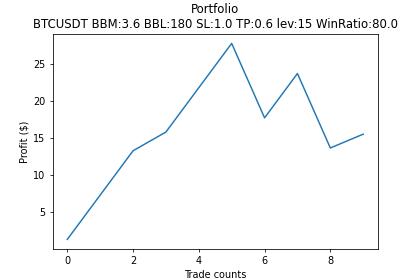 Portfolio
BTCUSDT BBM:3.6 BBL:180 SL:1.0 TP:0.6 lev:15 WinRatio:80.0
Profit ($)
25
20
15
10
5
0 2 4 6 8
Trade counts